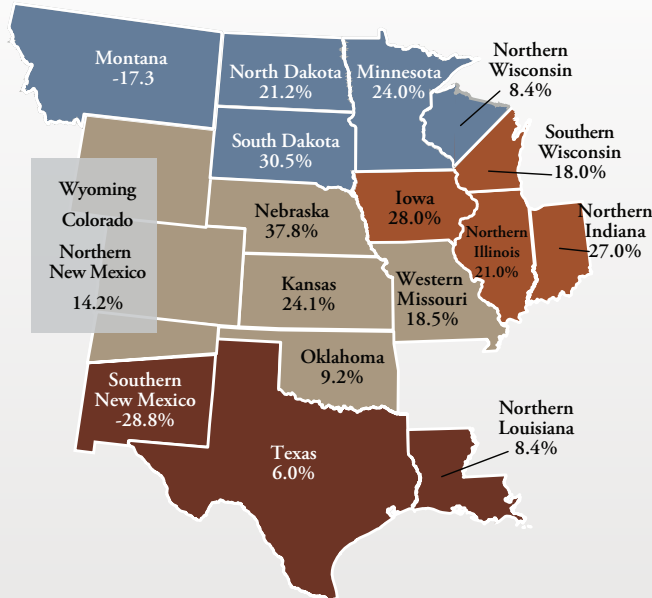 Montana
-17.3
North Dakota
21.2%
Minnesota
24.0%
Northern
Wisconsin
8.4%
South Dakota
30.5%
Southern
Wisconsin
18.0%
Wyoming
Colorado
Northern
New Mexico
14.2%
Nebraska
37.8%
Iowa
28.0%
Northern
Illinois
21.0%
Northern
Indiana
27.0%
Kansas
24.1%
Western
Missouri
18.5%
Oklahoma
9.2%
Southern
New Mexico
-28.8%
Texas
6.0%
Northern
Louisiana
8.4%